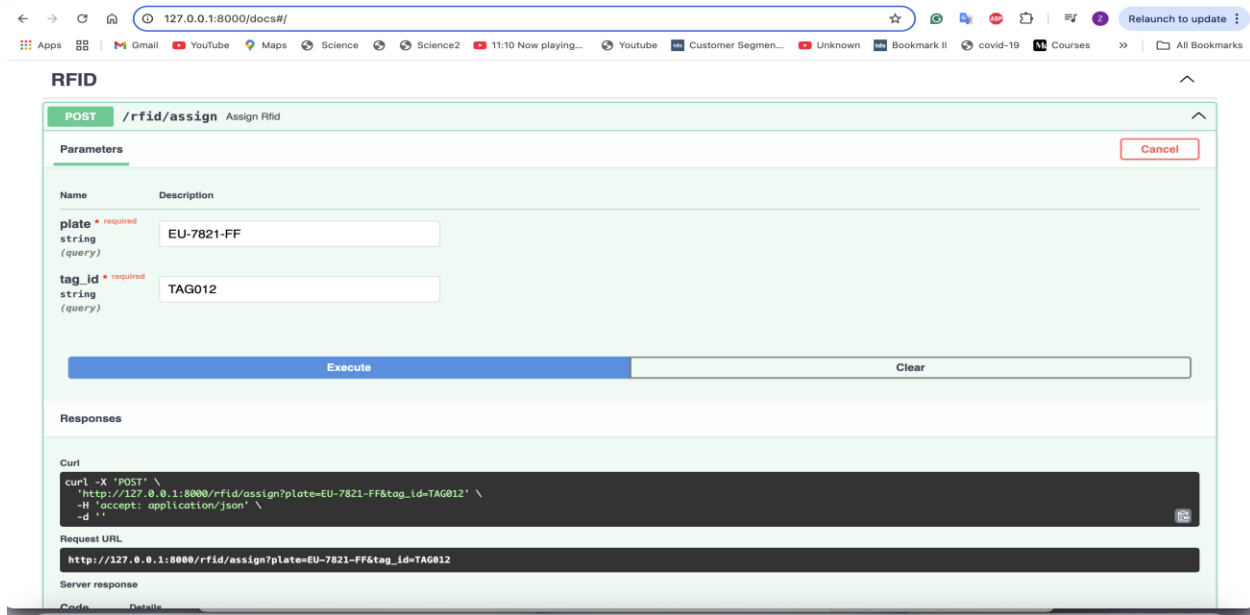 127.0.0.1:8000/docs#/
Relaunch to update
Apps Gmail YouTube Maps Science Science2 11:10 Now playing... Youtube Customer Segmen... Unknown Bookmark II covid-19 Courses » All Bookmarks
RFID
POST /rfid/assign Assign Rfid
Parameters Cancel
Name Description
plate * required
string
(query)
EU-7821-FF
tag_id * required
string
(query)
TAG012
Execute Clear
Responses
Curl
curl -X 'POST' \
'http://127.0.0.1:8000/rfid/assign?plate=EU-7821-FF&tag_id=TAG012' \
-H 'accept: application/json' \
-d ''
Request URL
http://127.0.0.1:8000/rfid/assign?plate=EU-7821-FF&tag_id=TAG012
Server response
Code Details